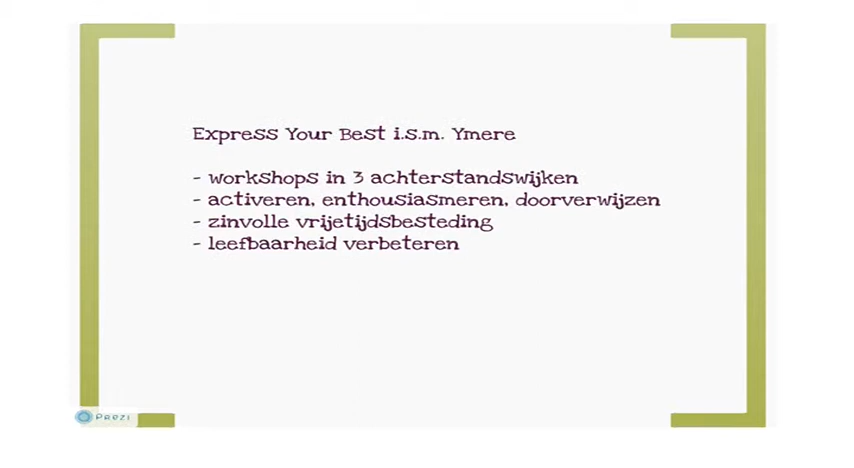 Express Your Best i.s.m. Ymere
- workshops in 3 achterstandswijken
- activeren, enthousiasmeren, doorverwijzen
- zinvolle vrijetijdsbesteding
- leefbaarheid verbeteren
Prezi